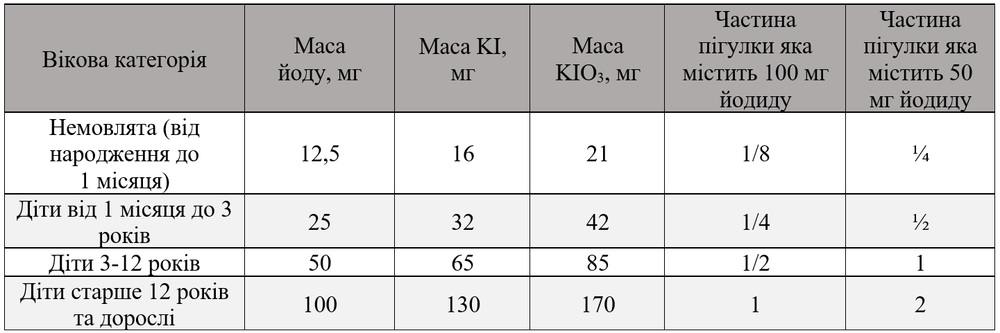 Вікова категорія
Маса
йоду, мг
Маса KI,
мг
Маса
KIO₃, мг
Частина
пігулки яка
містить 100 мг
йодиду
Частина
пігулки яка
містить 50
мг йодиду
Немовлята (від
народження до
1 місяця)
12,5
16
21
1/8
¼
Діти від 1 місяця до 3
років
25
32
42
1/4
½
Діти 3-12 років
50
65
85
1/2
1
Діти старше 12 років
та дорослі
100
130
170
1
2